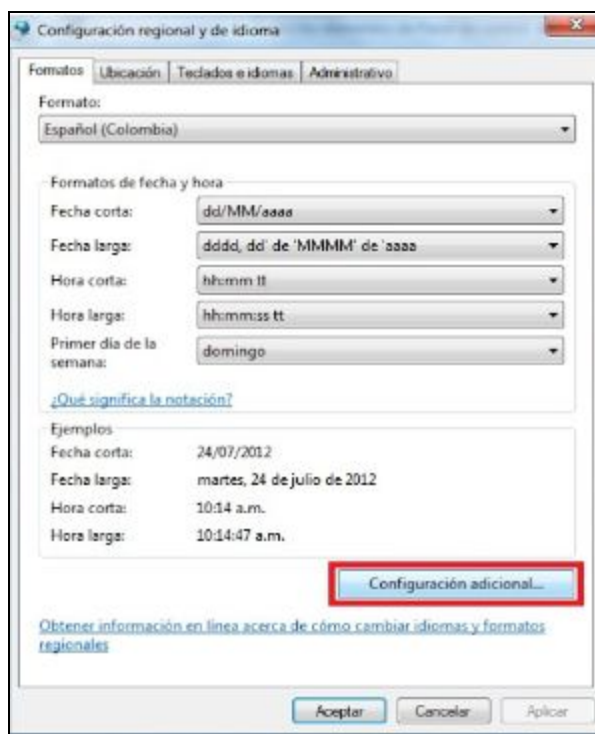 Configuración regional y de idioma
Formatos Ubicación Teclados e idiomas Administrativo
Formato:
Español (Colombia)
Formatos de fecha y hora
Fecha corta: dd/MM/aaaa
Fecha larga: dddd, dd' de 'MMMM' de 'aaaa
Hora corta: hh:mm tt
Hora larga: hh:mm:ss tt
Primer día de la
semana: domingo
¿Qué significa la notación?
Ejemplos
Fecha corta: 24/07/2012
Fecha larga: martes, 24 de julio de 2012
Hora corta: 10:14 a.m.
Hora larga: 10:14:47 a.m.
Configuración adicional...
Obtener información en línea acerca de cómo cambiar idiomas y formatos
regionales
Aceptar Cancelar Aplicar